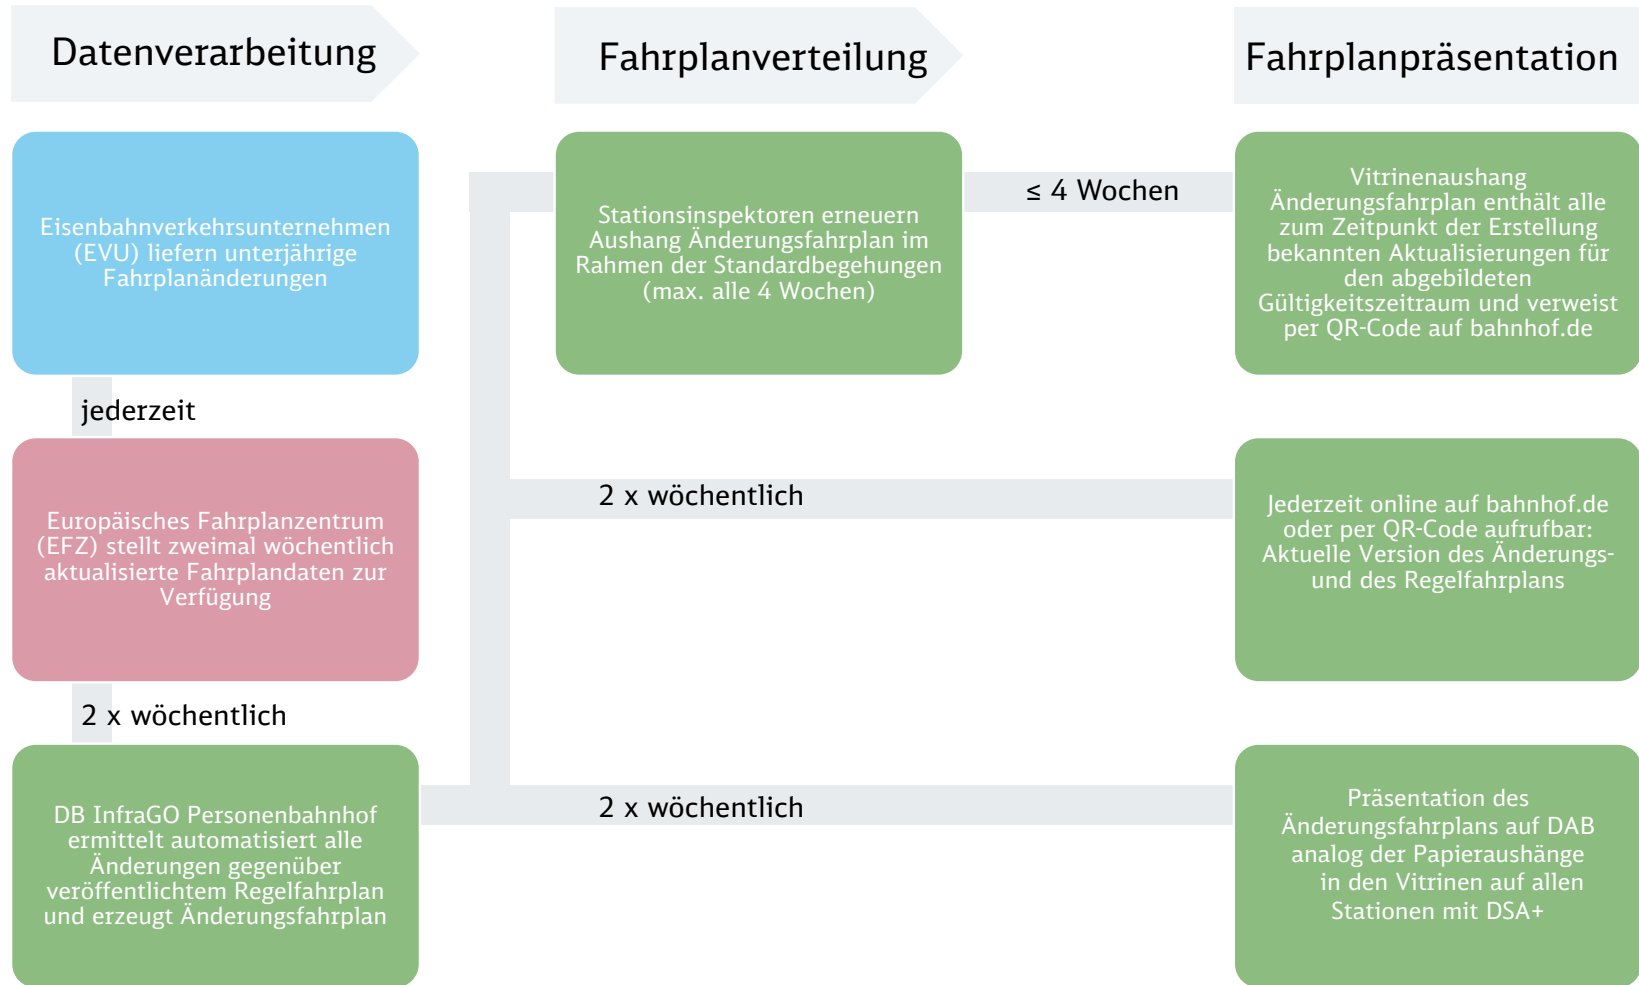 Datenverarbeitung
Fahrplanverteilung
Fahrplanpräsentation
Eisenbahnverkehrsunternehmen
(EVU) liefern unterjährige
Fahrplanänderungen
jederzeit
Europäisches Fahrplanzentrum
(EFZ) stellt zweimal wöchentlich
aktualisierte Fahrplandaten zur
Verfügung
2 x wöchentlich
DB InfraGO Personenbahnhof
ermittelt automatisiert alle
Änderungen gegenüber
veröffentlichtem Regelfahrplan
und erzeugt Änderungsfahrplan
Stationsinspektoren erneuern
Aushang Änderungsfahrplan im
Rahmen der Standardbegehungen
(max. alle 4 Wochen)
≤ 4 Wochen
Vitrinenaushang
Änderungsfahrplan enthält alle
zum Zeitpunkt der Erstellung
bekannten Aktualisierungen für
den abgebildeten
Gültigkeitszeitraum und verweist
per QR-Code auf bahnhof.de
2 x wöchentlich
Jederzeit online auf bahnhof.de
oder per QR-Code aufrufbar:
Aktuelle Version des Änderungs-
und des Regelfahrplans
2 x wöchentlich
Präsentation des
Änderungsfahrplans auf DAB
analog der Papieraushänge
in den Vitrinen auf allen
Stationen mit DSA+